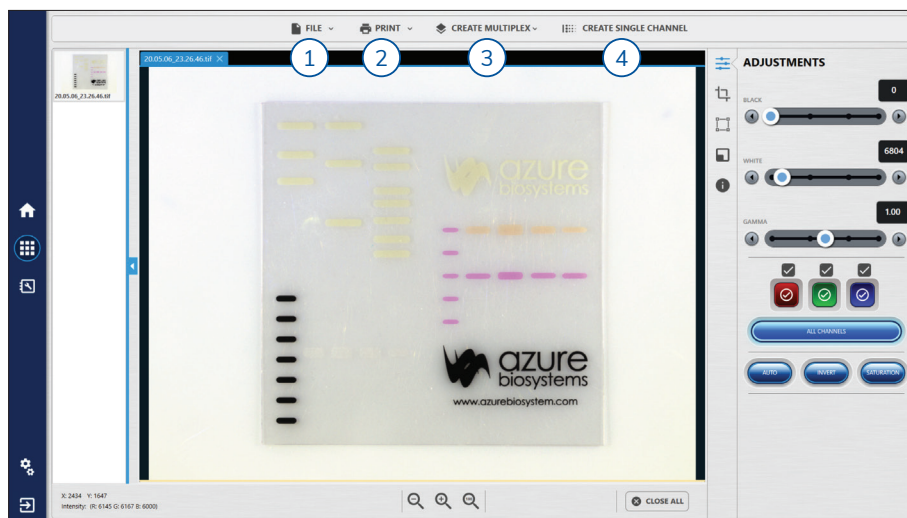 FILE
PRINT
CREATE MULTIPLEX
CREATE SINGLE CHANNEL
1
2
3
4
20.05.06_23.26.46.tif
20.05.06_23.26.46.tif
azure
biosystems
azure
biosystems
www.azurebiosystem.com
ADJUSTMENTS
BLACK
0
WHITE
6804
GAMMA
1.00
ALL CHANNELS
AUTO
INVERT
SATURATION
X: 2434 Y: 1647
Intensity: (R: 6145 G: 6167 B: 6000)
CLOSE ALL